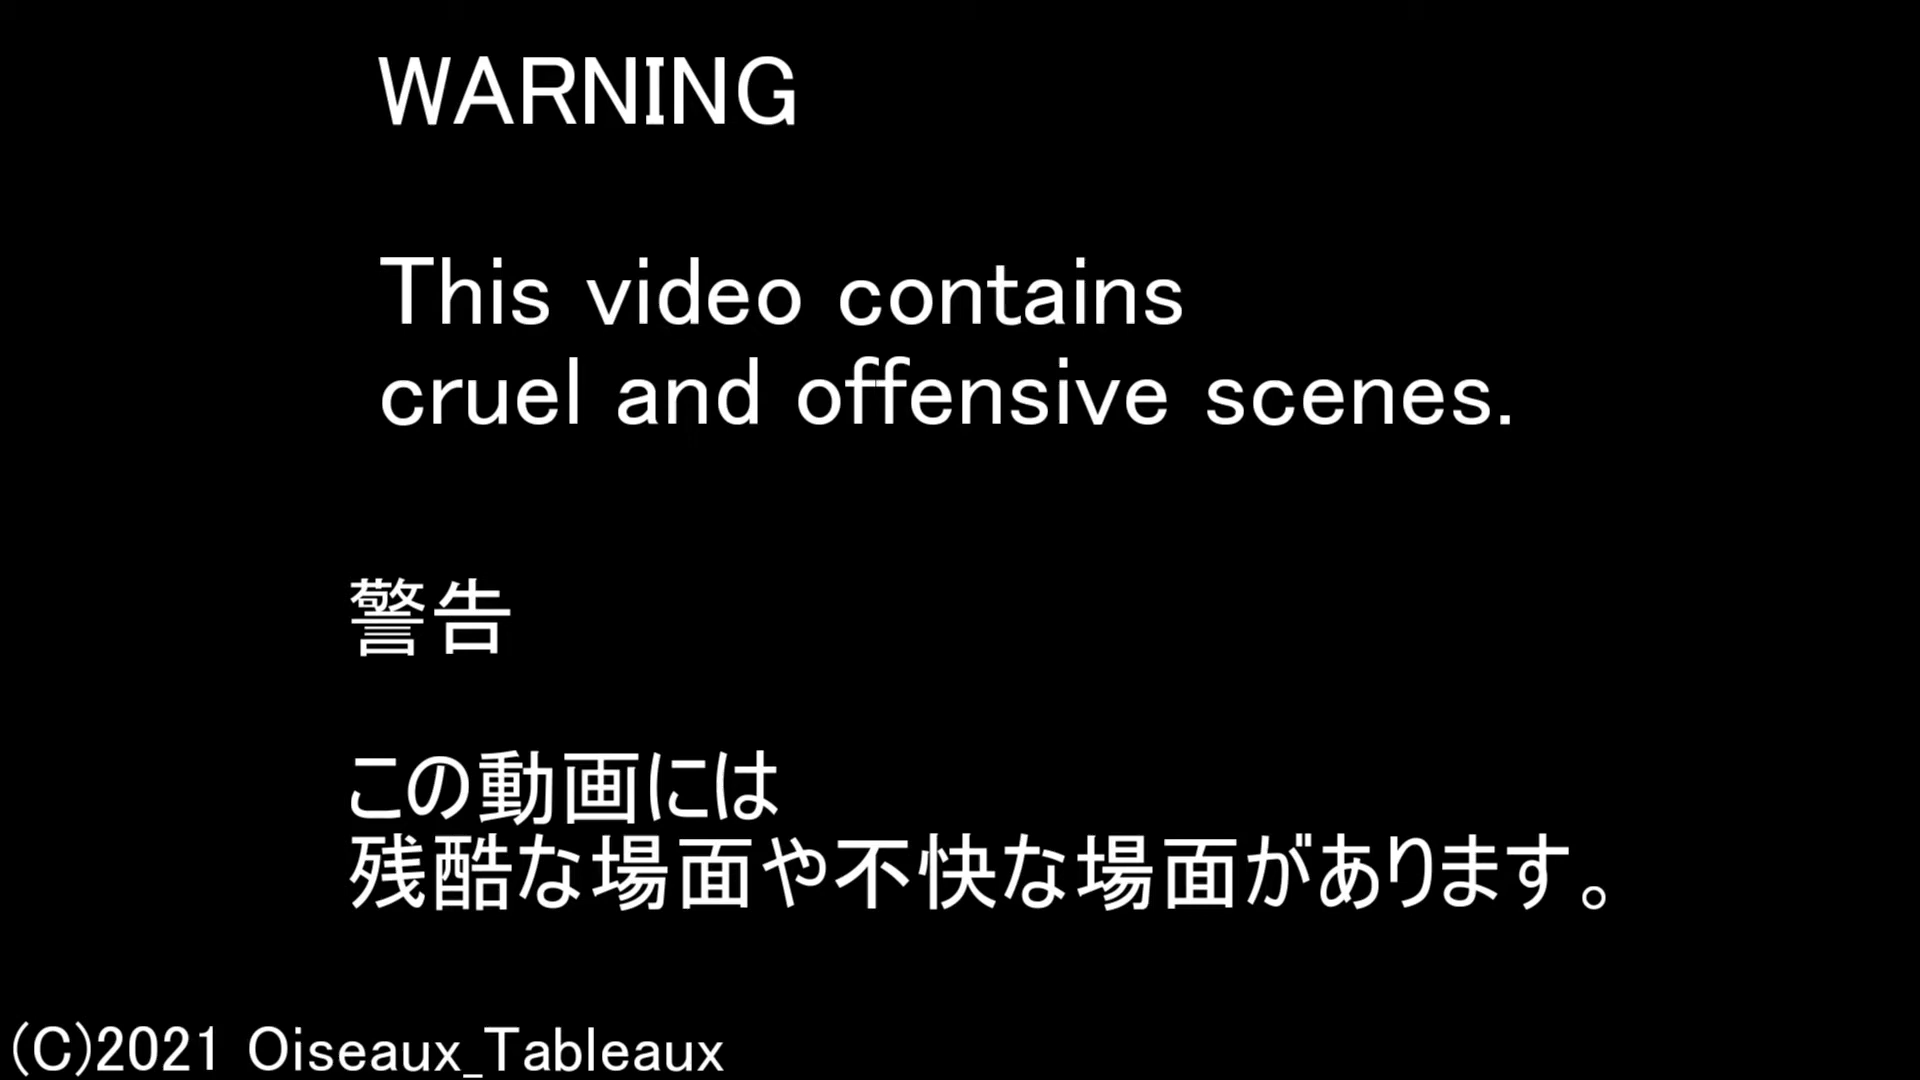 WARNING
This video contains
cruel and offensive scenes.
警告
この動画には
残酷な場面や不快な場面があります。
(C)2021 Oiseaux_Tableaux